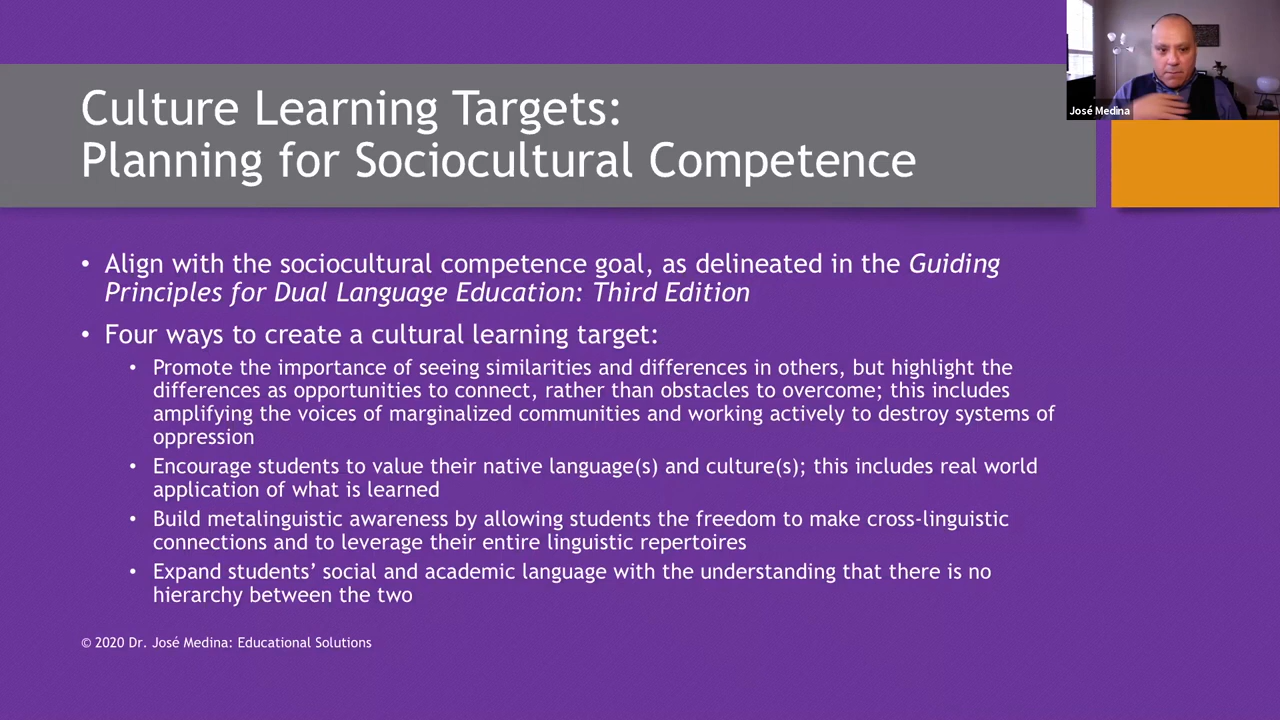 José Medina
Culture Learning Targets:
Planning for Sociocultural Competence
• Align with the sociocultural competence goal, as delineated in the Guiding
Principles for Dual Language Education: Third Edition
• Four ways to create a cultural learning target:
• Promote the importance of seeing similarities and differences in others, but highlight the
differences as opportunities to connect, rather than obstacles to overcome; this includes
amplifying the voices of marginalized communities and working actively to destroy systems of
oppression
• Encourage students to value their native language(s) and culture(s); this includes real world
application of what is learned
• Build metalinguistic awareness by allowing students the freedom to make cross-linguistic
connections and to leverage their entire linguistic repertoires
• Expand students’ social and academic language with the understanding that there is no
hierarchy between the two
© 2020 Dr. José Medina: Educational Solutions